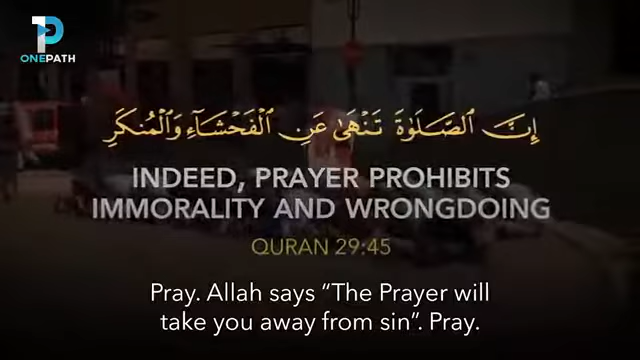 1P
ONEPATH
إِنَّ ٱلصَّلَوٰةَ تَنْهَىٰ عَنِ ٱلْفَحْشَآءِ وَٱلْمُنكَرِ
INDEED, PRAYER PROHIBITS
IMMORALITY AND WRONGDOING
QURAN 29:45
Pray. Allah says “The Prayer will
take you away from sin”. Pray.